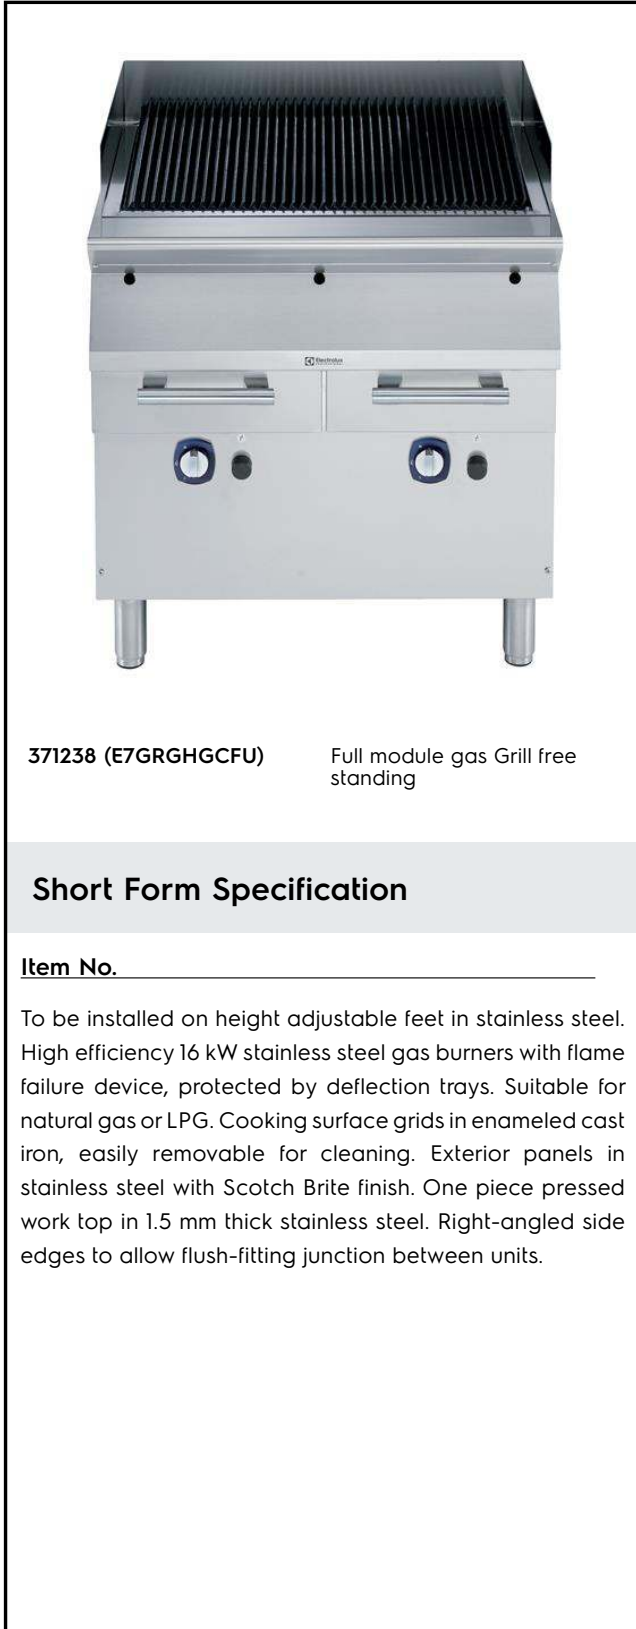 Electrolux
371238 (E7GRGHGCFU)
Full module gas Grill free
standing
Short Form Specification
Item No.
To be installed on height adjustable feet in stainless steel.
High efficiency 16 kW stainless steel gas burners with flame
failure device, protected by deflection trays. Suitable for
natural gas or LPG. Cooking surface grids in enameled cast
iron, easily removable for cleaning. Exterior panels in
stainless steel with Scotch Brite finish. One piece pressed
work top in 1.5 mm thick stainless steel. Right-angled side
edges to allow flush-fitting junction between units.